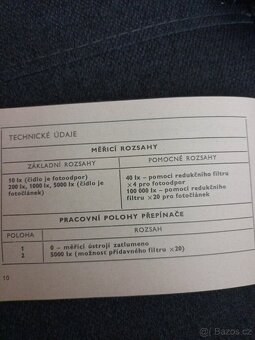 TECHNICKÉ ÚDAJE
MĚŘICÍ ROZSAHY
ZÁKLADNÍ ROZSAHY
POMOCNÉ ROZSAHY
50 lx (čidlo je fotoodpor)
200 lx, 1000 lx, 5000 lx (čidlo je
fotočlánek)
40 lx – pomocí redukčního filtru
×4 pro fotoodpor
100 000 lx – pomocí redukčního
filtru ×20 pro fotočlánek
PRACOVNÍ POLOHY PŘEPÍNAČE
POLOHA
ROZSAH
1
0 – měřicí ústrojí zatlumeno
2
5000 lx (možnost přídavného filtru ×20)
10
sbazos.cz